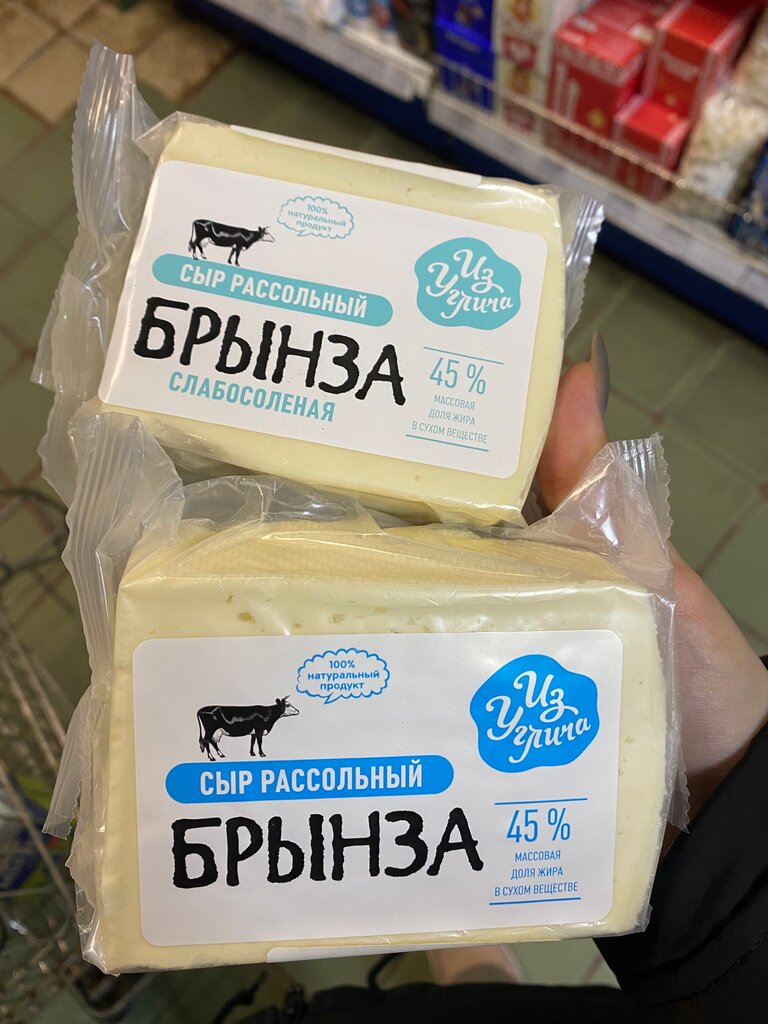 100%
натуральный
продукт
Из
Углича
СЫР РАССОЛЬНЫЙ
БРЫНЗА
СЛАБОСОЛЕНАЯ
45 %
МАССОВАЯ
ДОЛЯ ЖИРА
В СУХОМ ВЕЩЕСТВЕ
100%
натуральный
продукт
Из
Углича
СЫР РАССОЛЬНЫЙ
БРЫНЗА
45 %
МАССОВАЯ
ДОЛЯ ЖИРА
В СУХОМ ВЕЩЕСТВЕ